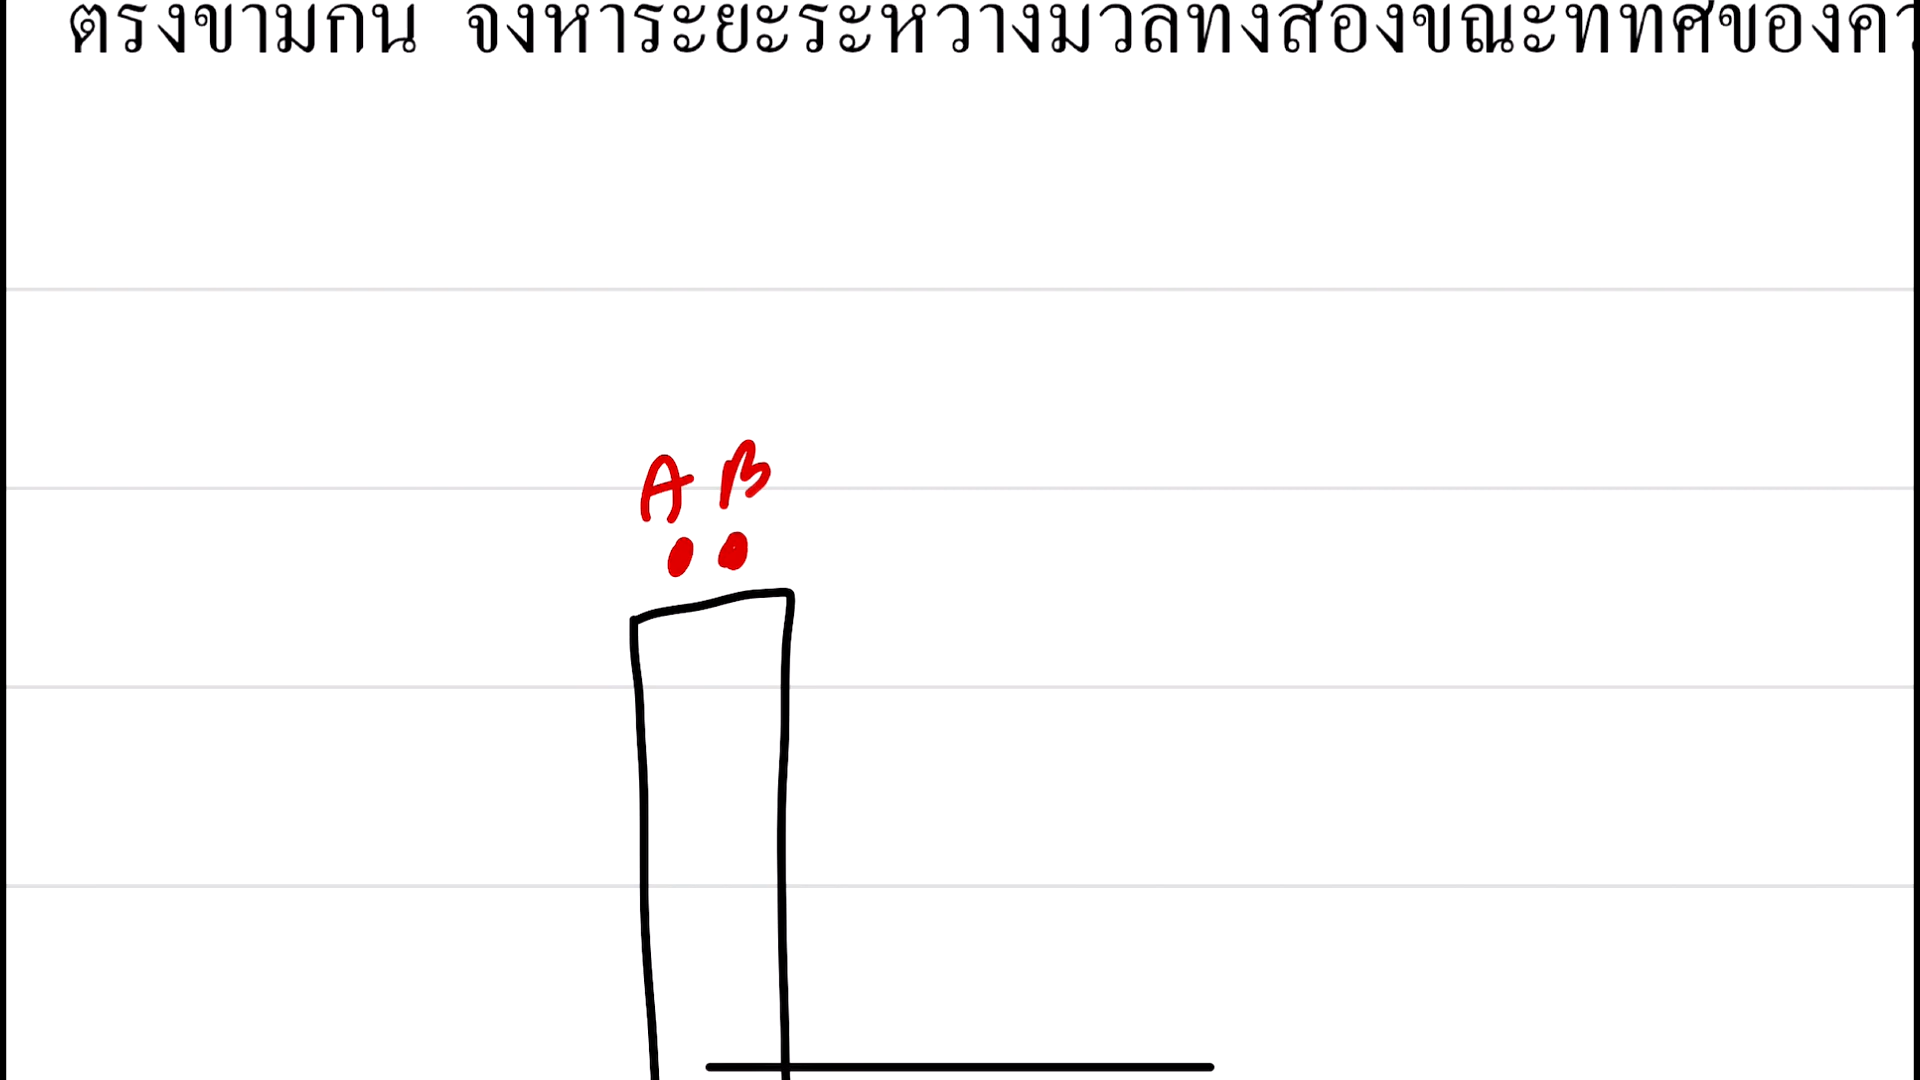 ตรงขามกน จงหาระยะระหวางมวลทงสองขณะททศของคว
A B